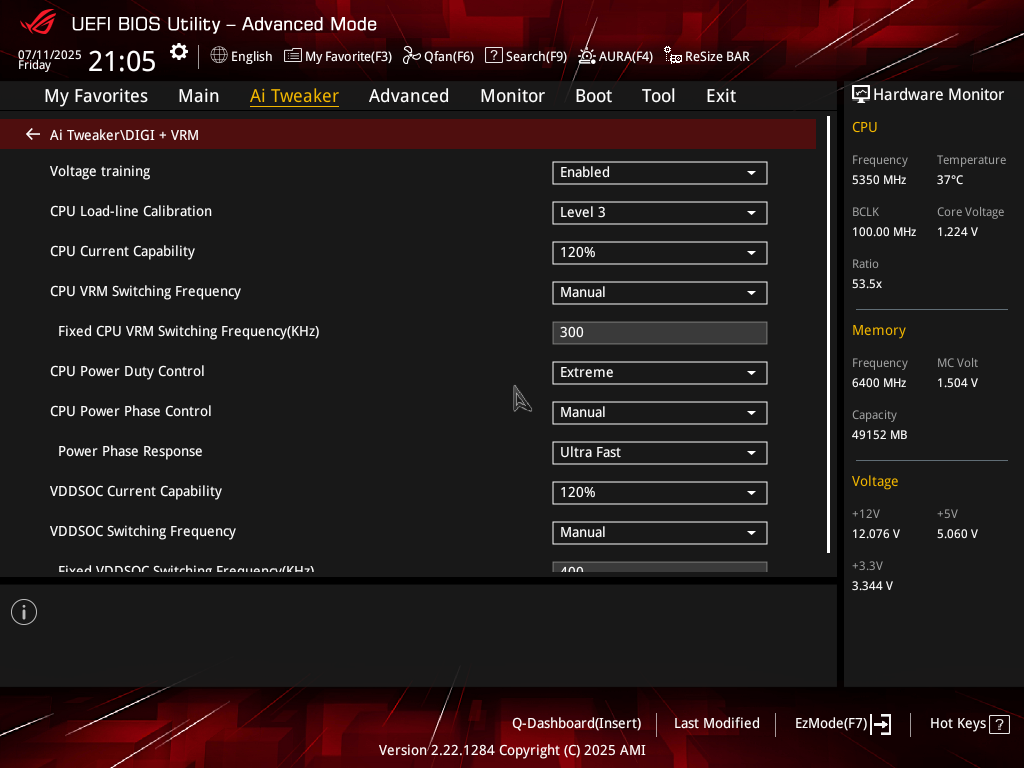 UEFI BIOS Utility – Advanced Mode
07/11/2025
Friday
21:05
English
My Favorite(F3)
Qfan(F6)
? Search(F9)
AURA(F4)
ReSize BAR
My Favorites Main Ai Tweaker Advanced Monitor Boot Tool Exit
Hardware Monitor
← Ai Tweaker\DIGI + VRM
Voltage training Enabled
CPU Load-line Calibration Level 3
CPU Current Capability 120%
CPU VRM Switching Frequency Manual
Fixed CPU VRM Switching Frequency(KHz) 300
CPU Power Duty Control Extreme
CPU Power Phase Control Manual
Power Phase Response Ultra Fast
VDDSOC Current Capability 120%
VDDSOC Switching Frequency Manual
Fixed VDDSOC Switching Frequency(KHz) 400
CPU
Frequency Temperature
5350 MHz 37°C
BCLK Core Voltage
100.00 MHz 1.224 V
Ratio
53.5x
Memory
Frequency MC Volt
6400 MHz 1.504 V
Capacity
49152 MB
Voltage
+12V +5V
12.076 V 5.060 V
+3.3V
3.344 V
i
Q-Dashboard(Insert) Last Modified EzMode(F7) Hot Keys ?
Version 2.22.1284 Copyright (C) 2025 AMI